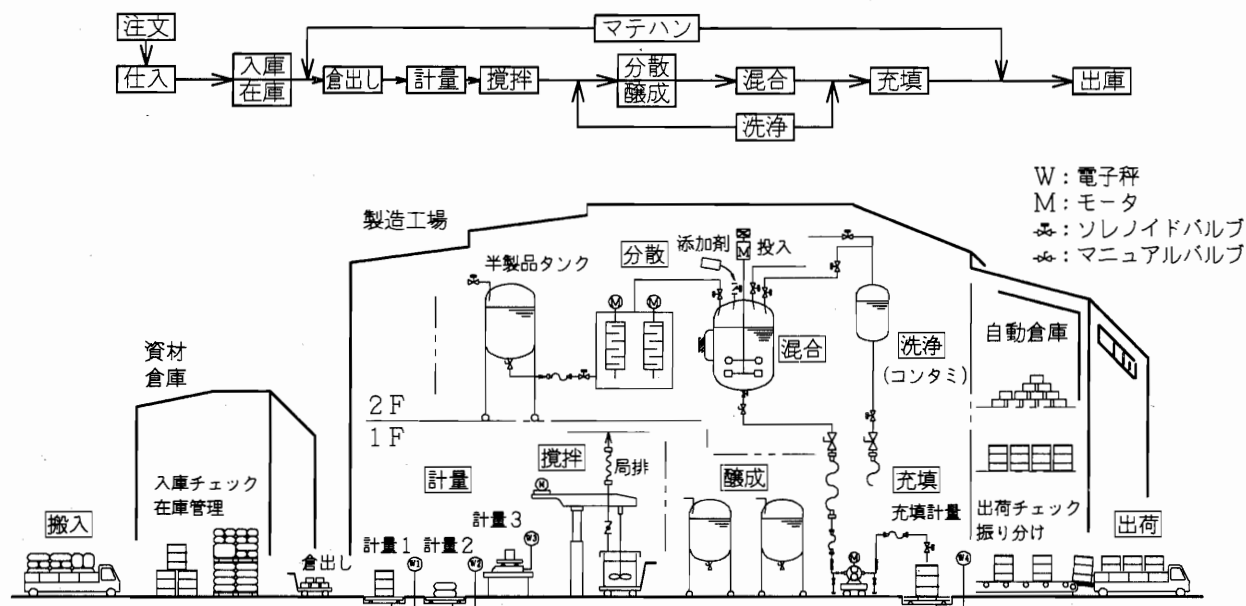 注文
マテハン
仕入
入庫
在庫
倉出し
計量
攪拌
分散
醸成
混合
充填
出庫
洗浄
W：電子秤
M：モータ
：ソレノイドバルブ
：マニュアルバルブ
製造工場
半製品タンク
分散
添加剤
M
投入
M
M
混合
洗浄
(コンタミ)
自動倉庫
資材
倉庫
2F
1F
入庫チェック
在庫管理
計量
攪拌
局排
醸成
充填
充填計量
出荷チェック
振り分け
搬入
出荷
倉出し
計量1
計量2
計量3
M
W1
W2
W3
M
W4